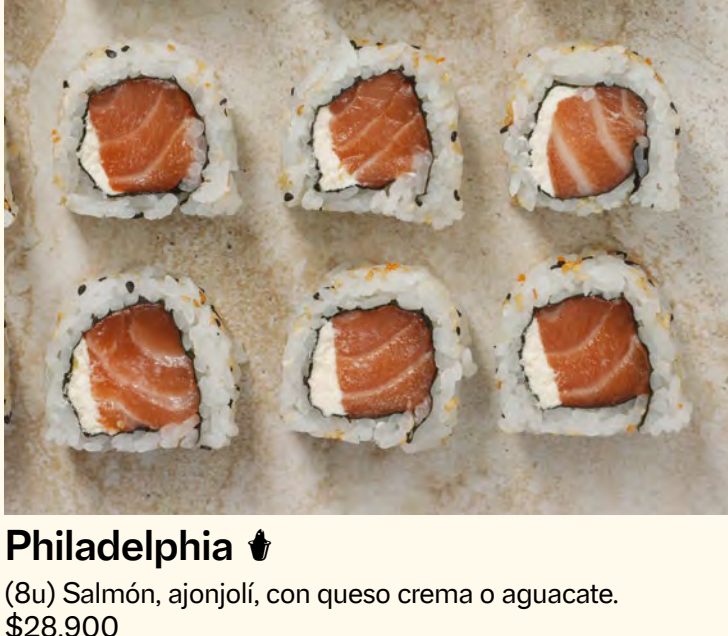 Philadelphia
(8u) Salmón, ajonjolí, con queso crema o aguacate.
$28.900